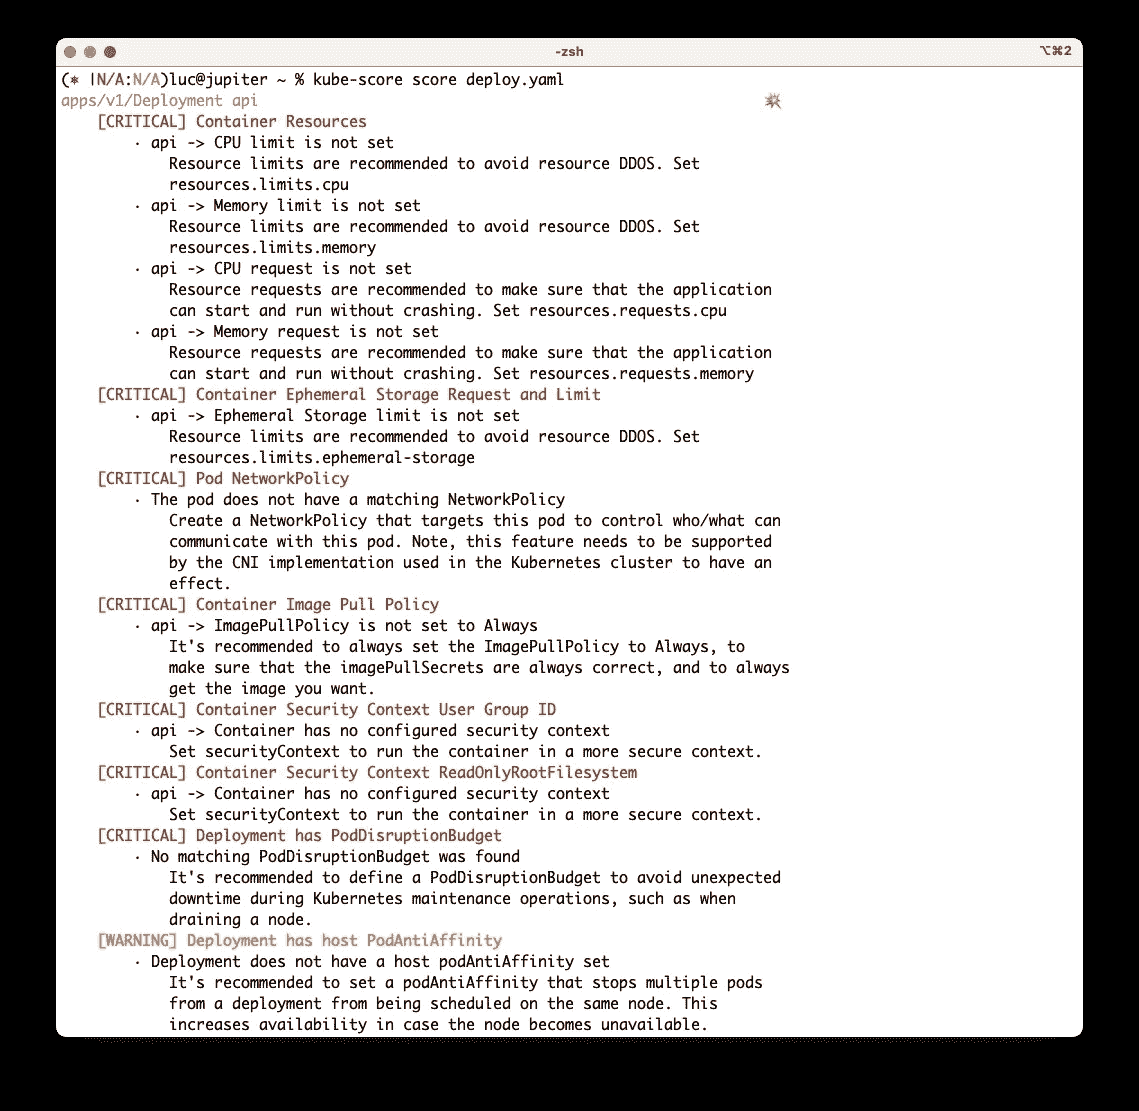 -zsh ⌥⌘2
(⎈ |N/A:N/A)luc@jupiter ~ % kube-score score deploy.yaml
apps/v1/Deployment api 💥
[CRITICAL] Container Resources
· api -> CPU limit is not set
Resource limits are recommended to avoid resource DDOS. Set
resources.limits.cpu
· api -> Memory limit is not set
Resource limits are recommended to avoid resource DDOS. Set
resources.limits.memory
· api -> CPU request is not set
Resource requests are recommended to make sure that the application
can start and run without crashing. Set resources.requests.cpu
· api -> Memory request is not set
Resource requests are recommended to make sure that the application
can start and run without crashing. Set resources.requests.memory
[CRITICAL] Container Ephemeral Storage Request and Limit
· api -> Ephemeral Storage limit is not set
Resource limits are recommended to avoid resource DDOS. Set
resources.limits.ephemeral-storage
[CRITICAL] Pod NetworkPolicy
· The pod does not have a matching NetworkPolicy
Create a NetworkPolicy that targets this pod to control who/what can
communicate with this pod. Note, this feature needs to be supported
by the CNI implementation used in the Kubernetes cluster to have an
effect.
[CRITICAL] Container Image Pull Policy
· api -> ImagePullPolicy is not set to Always
It's recommended to always set the ImagePullPolicy to Always, to
make sure that the imagePullSecrets are always correct, and to always
get the image you want.
[CRITICAL] Container Security Context User Group ID
· api -> Container has no configured security context
Set securityContext to run the container in a more secure context.
[CRITICAL] Container Security Context ReadOnlyRootFilesystem
· api -> Container has no configured security context
Set securityContext to run the container in a more secure context.
[CRITICAL] Deployment has PodDisruptionBudget
· No matching PodDisruptionBudget was found
It's recommended to define a PodDisruptionBudget to avoid unexpected
downtime during Kubernetes maintenance operations, such as when
draining a node.
[WARNING] Deployment has host PodAntiAffinity
· Deployment does not have a host podAntiAffinity set
It's recommended to set a podAntiAffinity that stops multiple pods
from a deployment from being scheduled on the same node. This
increases availability in case the node becomes unavailable.